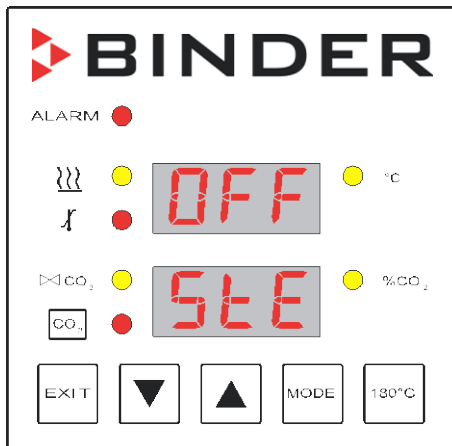 BINDER
ALARM
OFF °C
CO₂ StE %CO₂
CO₂
EXIT MODE 180°C